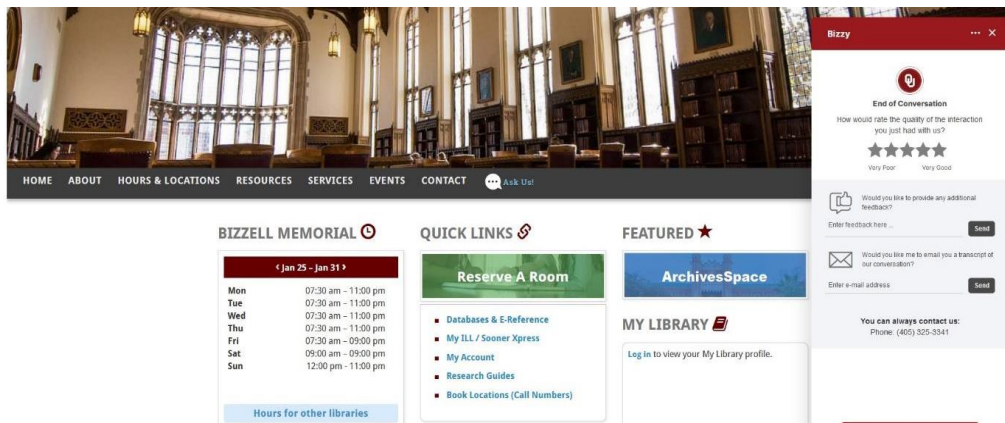 HOME ABOUT HOURS & LOCATIONS RESOURCES SERVICES EVENTS CONTACT Ask Us!
BIZZELL MEMORIAL
‹ Jan 25 – Jan 31 ›
Mon 07:30 am – 11:00 pm
Tue 07:30 am – 11:00 pm
Wed 07:30 am – 11:00 pm
Thu 07:30 am – 11:00 pm
Fri 07:30 am – 09:00 pm
Sat 09:00 am – 09:00 pm
Sun 12:00 pm - 11:00 pm
Hours for other libraries
QUICK LINKS
Reserve A Room
Databases & E-Reference
My ILL / Sooner Xpress
My Account
Research Guides
Book Locations (Call Numbers)
FEATURED
ArchivesSpace
MY LIBRARY
Log in to view your My Library profile.
Bizzy
OU
End of Conversation
How would rate the quality of the interaction
you just had with us?
Very Poor Very Good
Would you like to provide any additional
feedback?
Enter feedback here ... Send
Would you like me to email you a transcript of
our conversation?
Enter e-mail address Send
You can always contact us:
Phone: (405) 325-3341